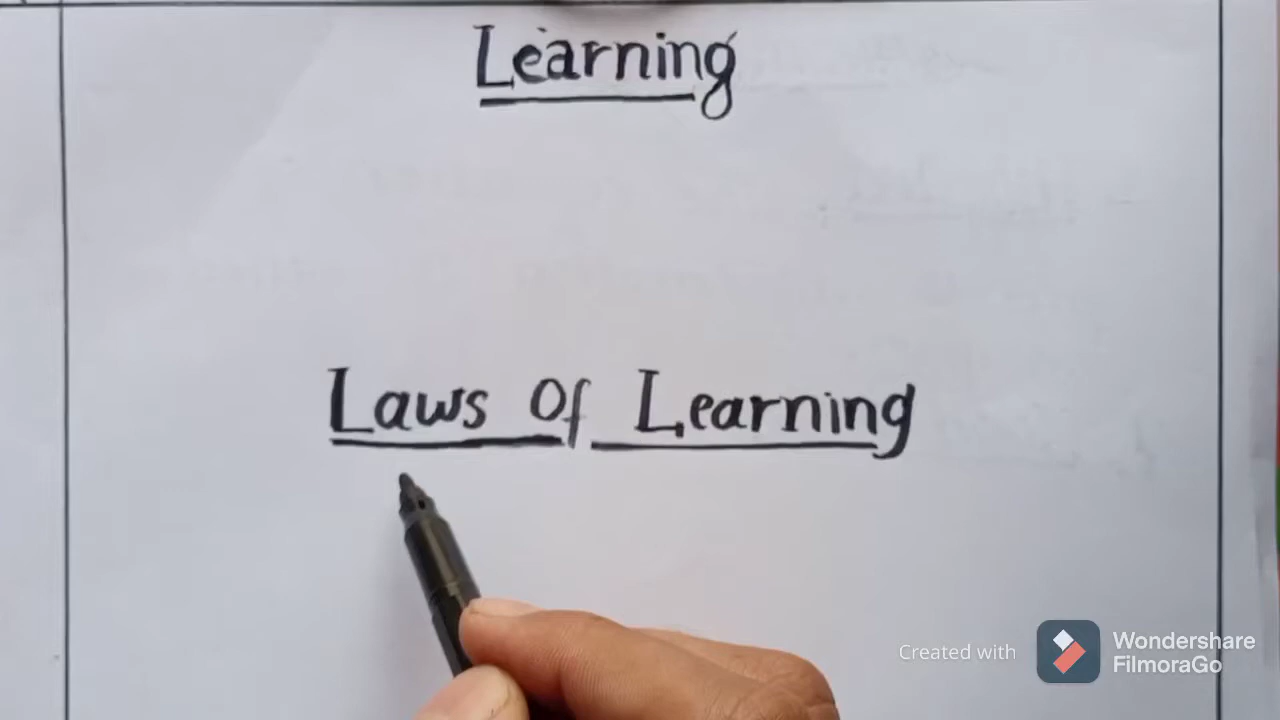 Learning
Laws Of Learning
Created with
Wondershare
FilmoraGo